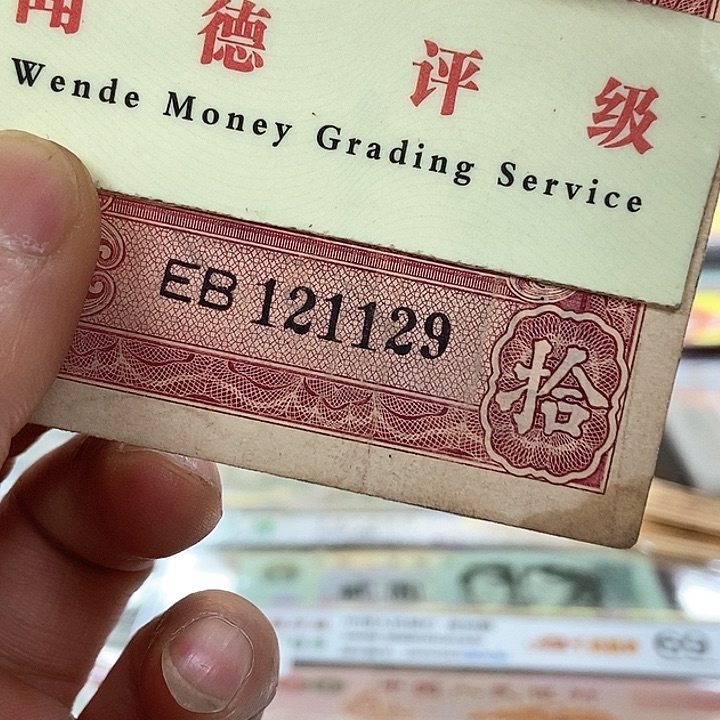 德评级
Wende Money Grading Service
EB 121129
拾